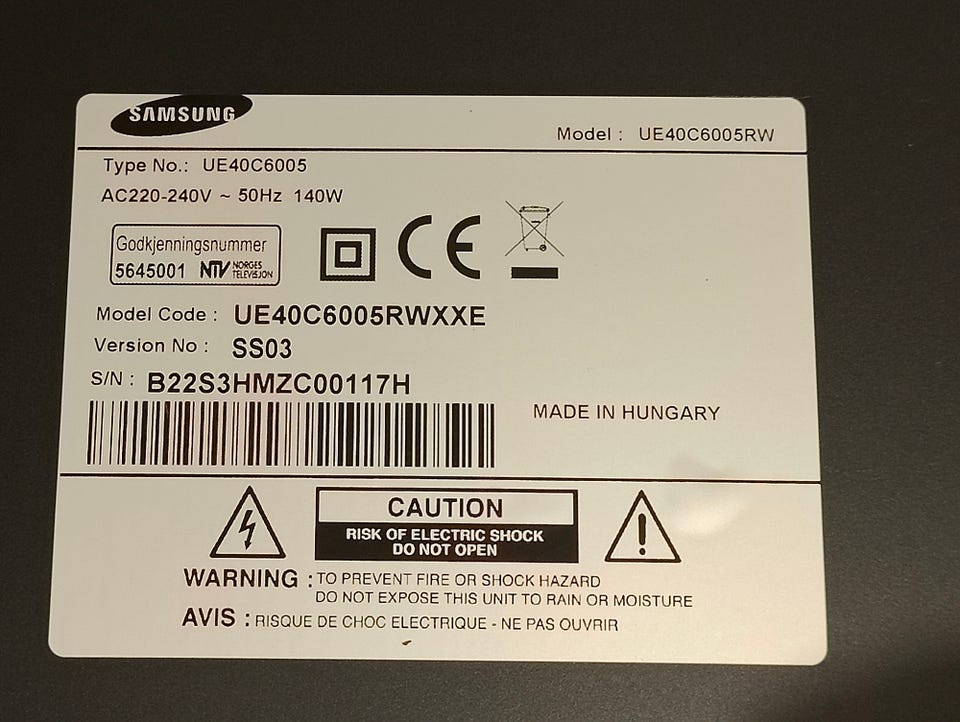 SAMSUNG
Model : UE40C6005RW
Type No.: UE40C6005
AC220-240V ~ 50Hz 140W
Godkjenningsnummer
5645001 NTV NORGES TELEVISJON
Model Code : UE40C6005RWXXE
Version No : SS03
S/N : B22S3HMZC00117H
MADE IN HUNGARY
CAUTION
RISK OF ELECTRIC SHOCK
DO NOT OPEN
WARNING : TO PREVENT FIRE OR SHOCK HAZARD
DO NOT EXPOSE THIS UNIT TO RAIN OR MOISTURE
AVIS : RISQUE DE CHOC ELECTRIQUE - NE PAS OUVRIR